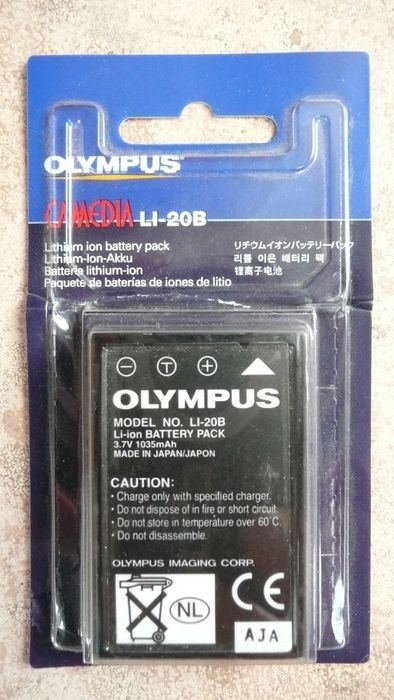 OLYMPUS
CAMEDIA LI-20B
Lithium ion battery pack
Lithium-Ion-Akku
Batterie lithium-ion
Paquete de baterías de iones de litio
リチウムイオンバッテリーパック
리튬 이온 배터리 팩
锂离子电池
− T +
OLYMPUS
MODEL NO. LI-20B
Li-ion BATTERY PACK
3.7V 1035mAh
MADE IN JAPAN/JAPON
CAUTION:
• Charge only with specified charger.
• Do not dispose of in fire or short circuit.
• Do not store in temperature over 60℃.
• Do not disassemble.
OLYMPUS IMAGING CORP.
NL
CE
AJA